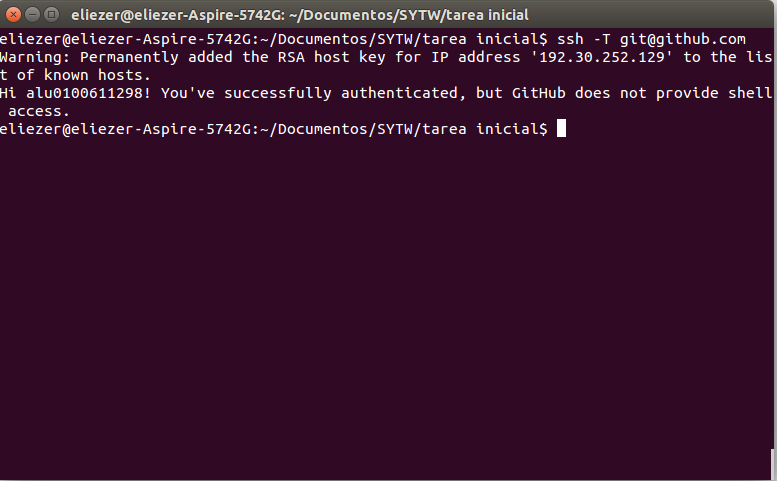 eliezer@eliezer-Aspire-5742G: ~/Documentos/SYTW/tarea inicial
eliezer@eliezer-Aspire-5742G:~/Documentos/SYTW/tarea inicial$ ssh -T git@github.com
Warning: Permanently added the RSA host key for IP address '192.30.252.129' to the lis
t of known hosts.
Hi alu0100611298! You've successfully authenticated, but GitHub does not provide shell
 access.
eliezer@eliezer-Aspire-5742G:~/Documentos/SYTW/tarea inicial$